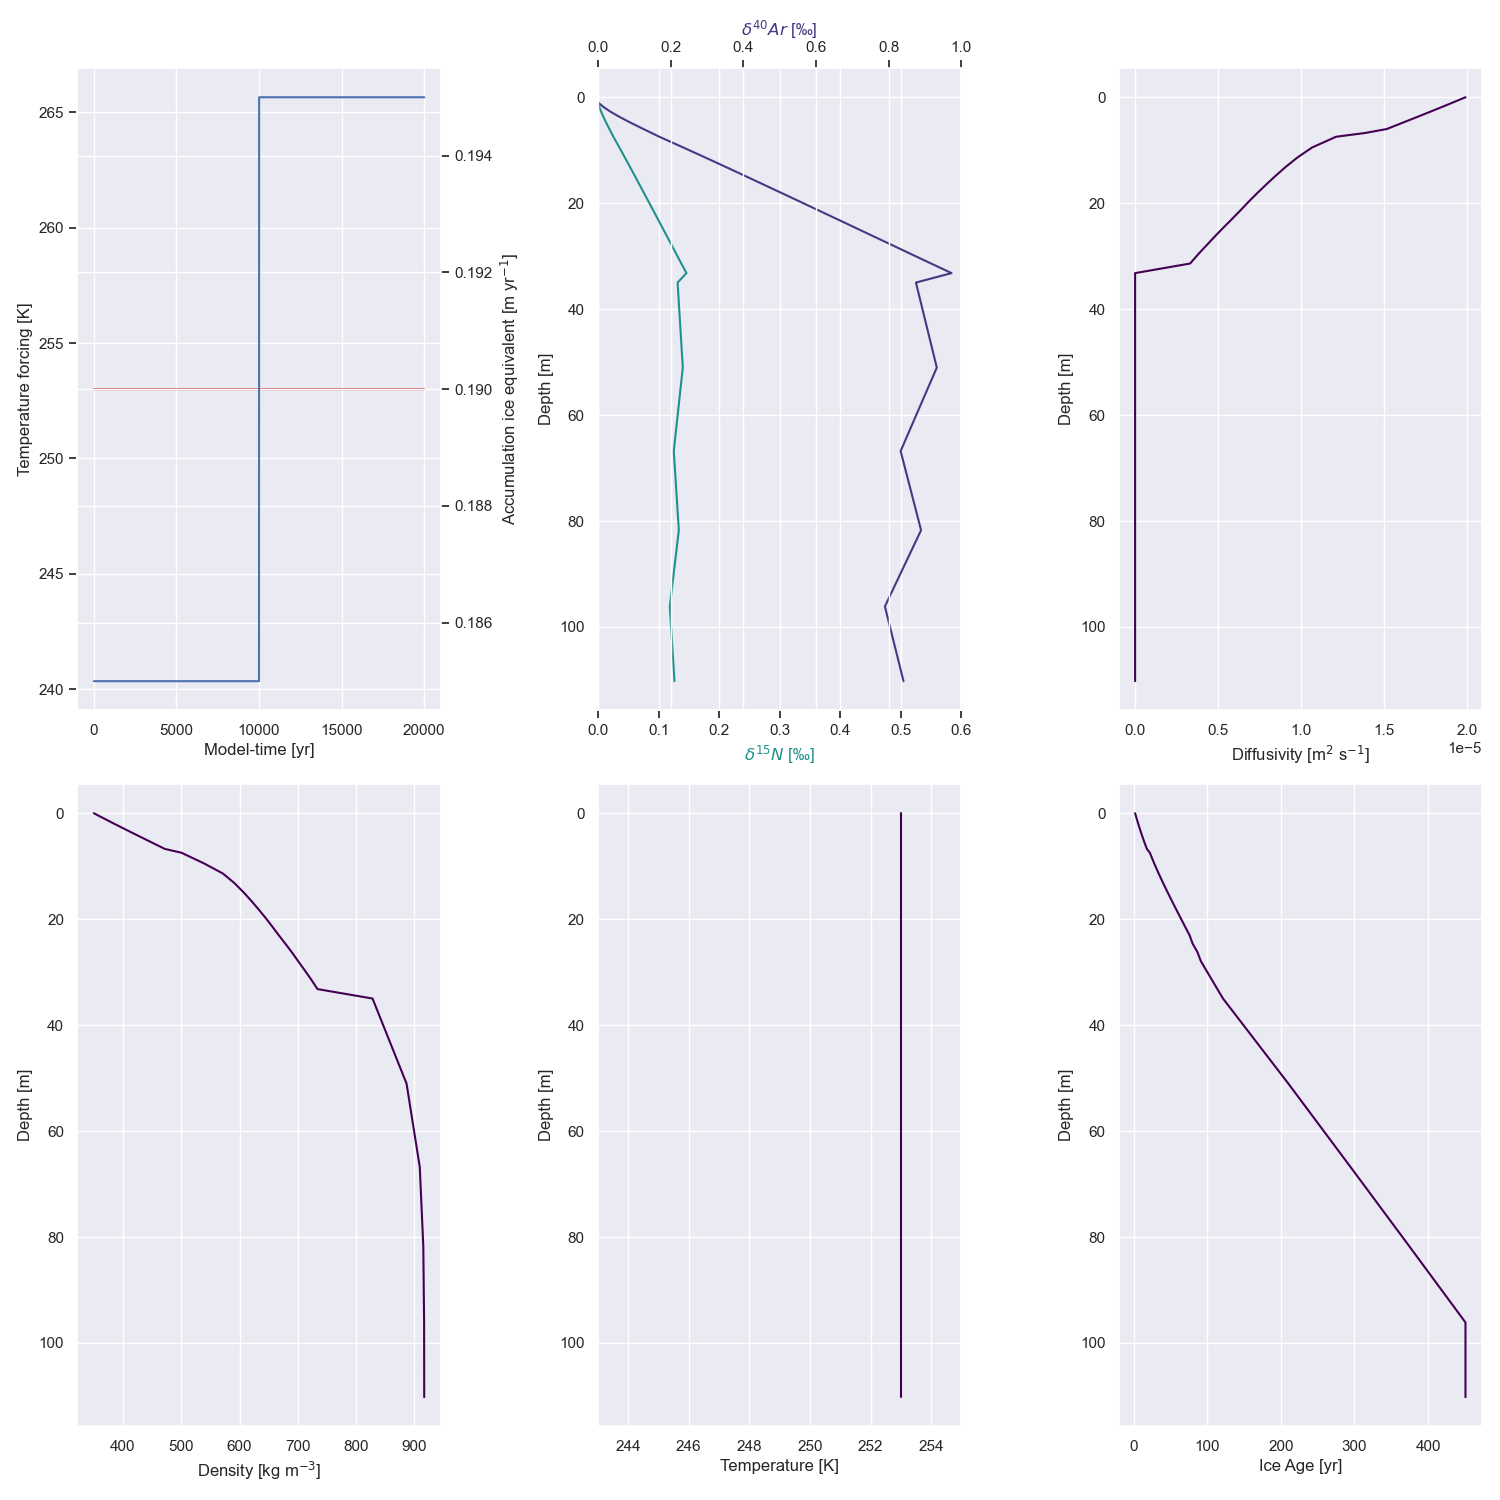 265
260
255
250
245
240
Temperature forcing [K]
0 5000 10000 15000 20000
Model-time [yr]
0.194
0.192
0.190
0.188
0.186
Accumulation ice equivalent [m yr⁻¹]
δ⁴⁰Ar [‰]
0.0 0.2 0.4 0.6 0.8 1.0
0
20
40
60
80
100
Depth [m]
0.0 0.1 0.2 0.3 0.4 0.5 0.6
δ¹⁵N [‰]
0
20
40
60
80
100
Depth [m]
0.0 0.5 1.0 1.5 2.0
1e−5
Diffusivity [m² s⁻¹]
0
20
40
60
80
100
Depth [m]
400 500 600 700 800 900
Density [kg m⁻³]
0
20
40
60
80
100
Depth [m]
244 246 248 250 252 254
Temperature [K]
0
20
40
60
80
100
Depth [m]
0 100 200 300 400
Ice Age [yr]